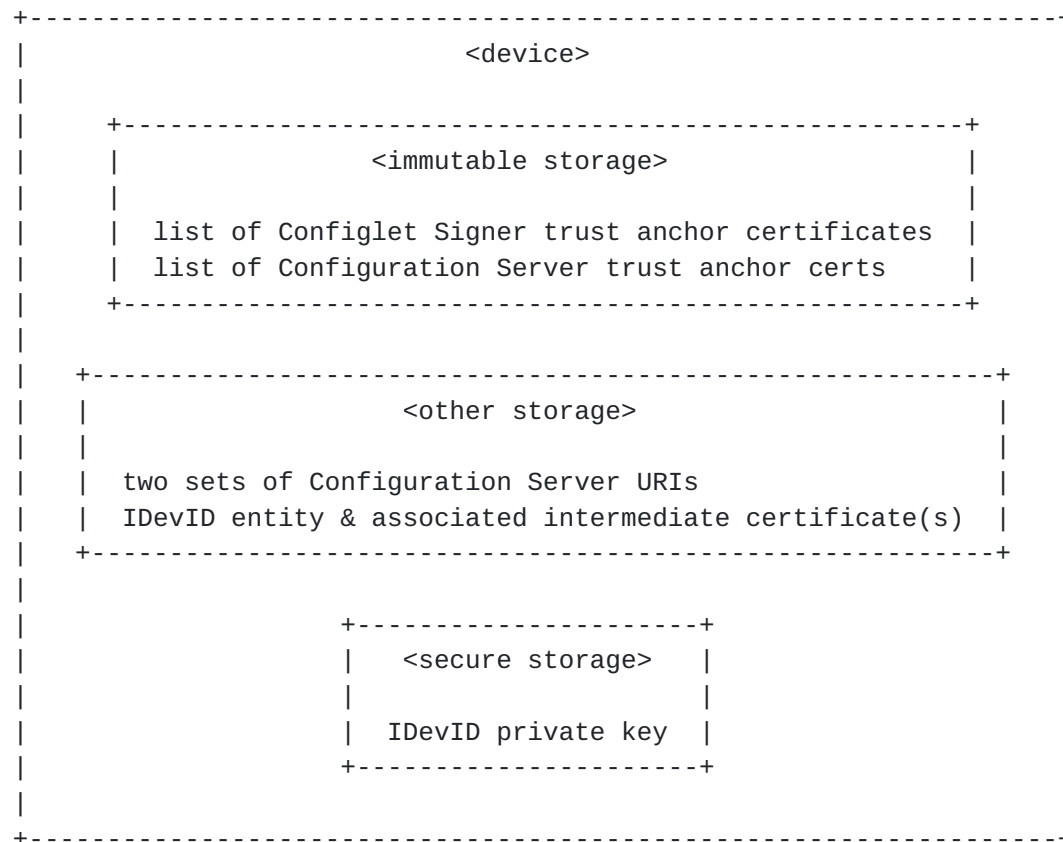 <device>
<immutable storage>
list of Configlet Signer trust anchor certificates
list of Configuration Server trust anchor certs
<other storage>
two sets of Configuration Server URIs
IDevID entity & associated intermediate certificate(s)
<secure storage>
IDevID private key